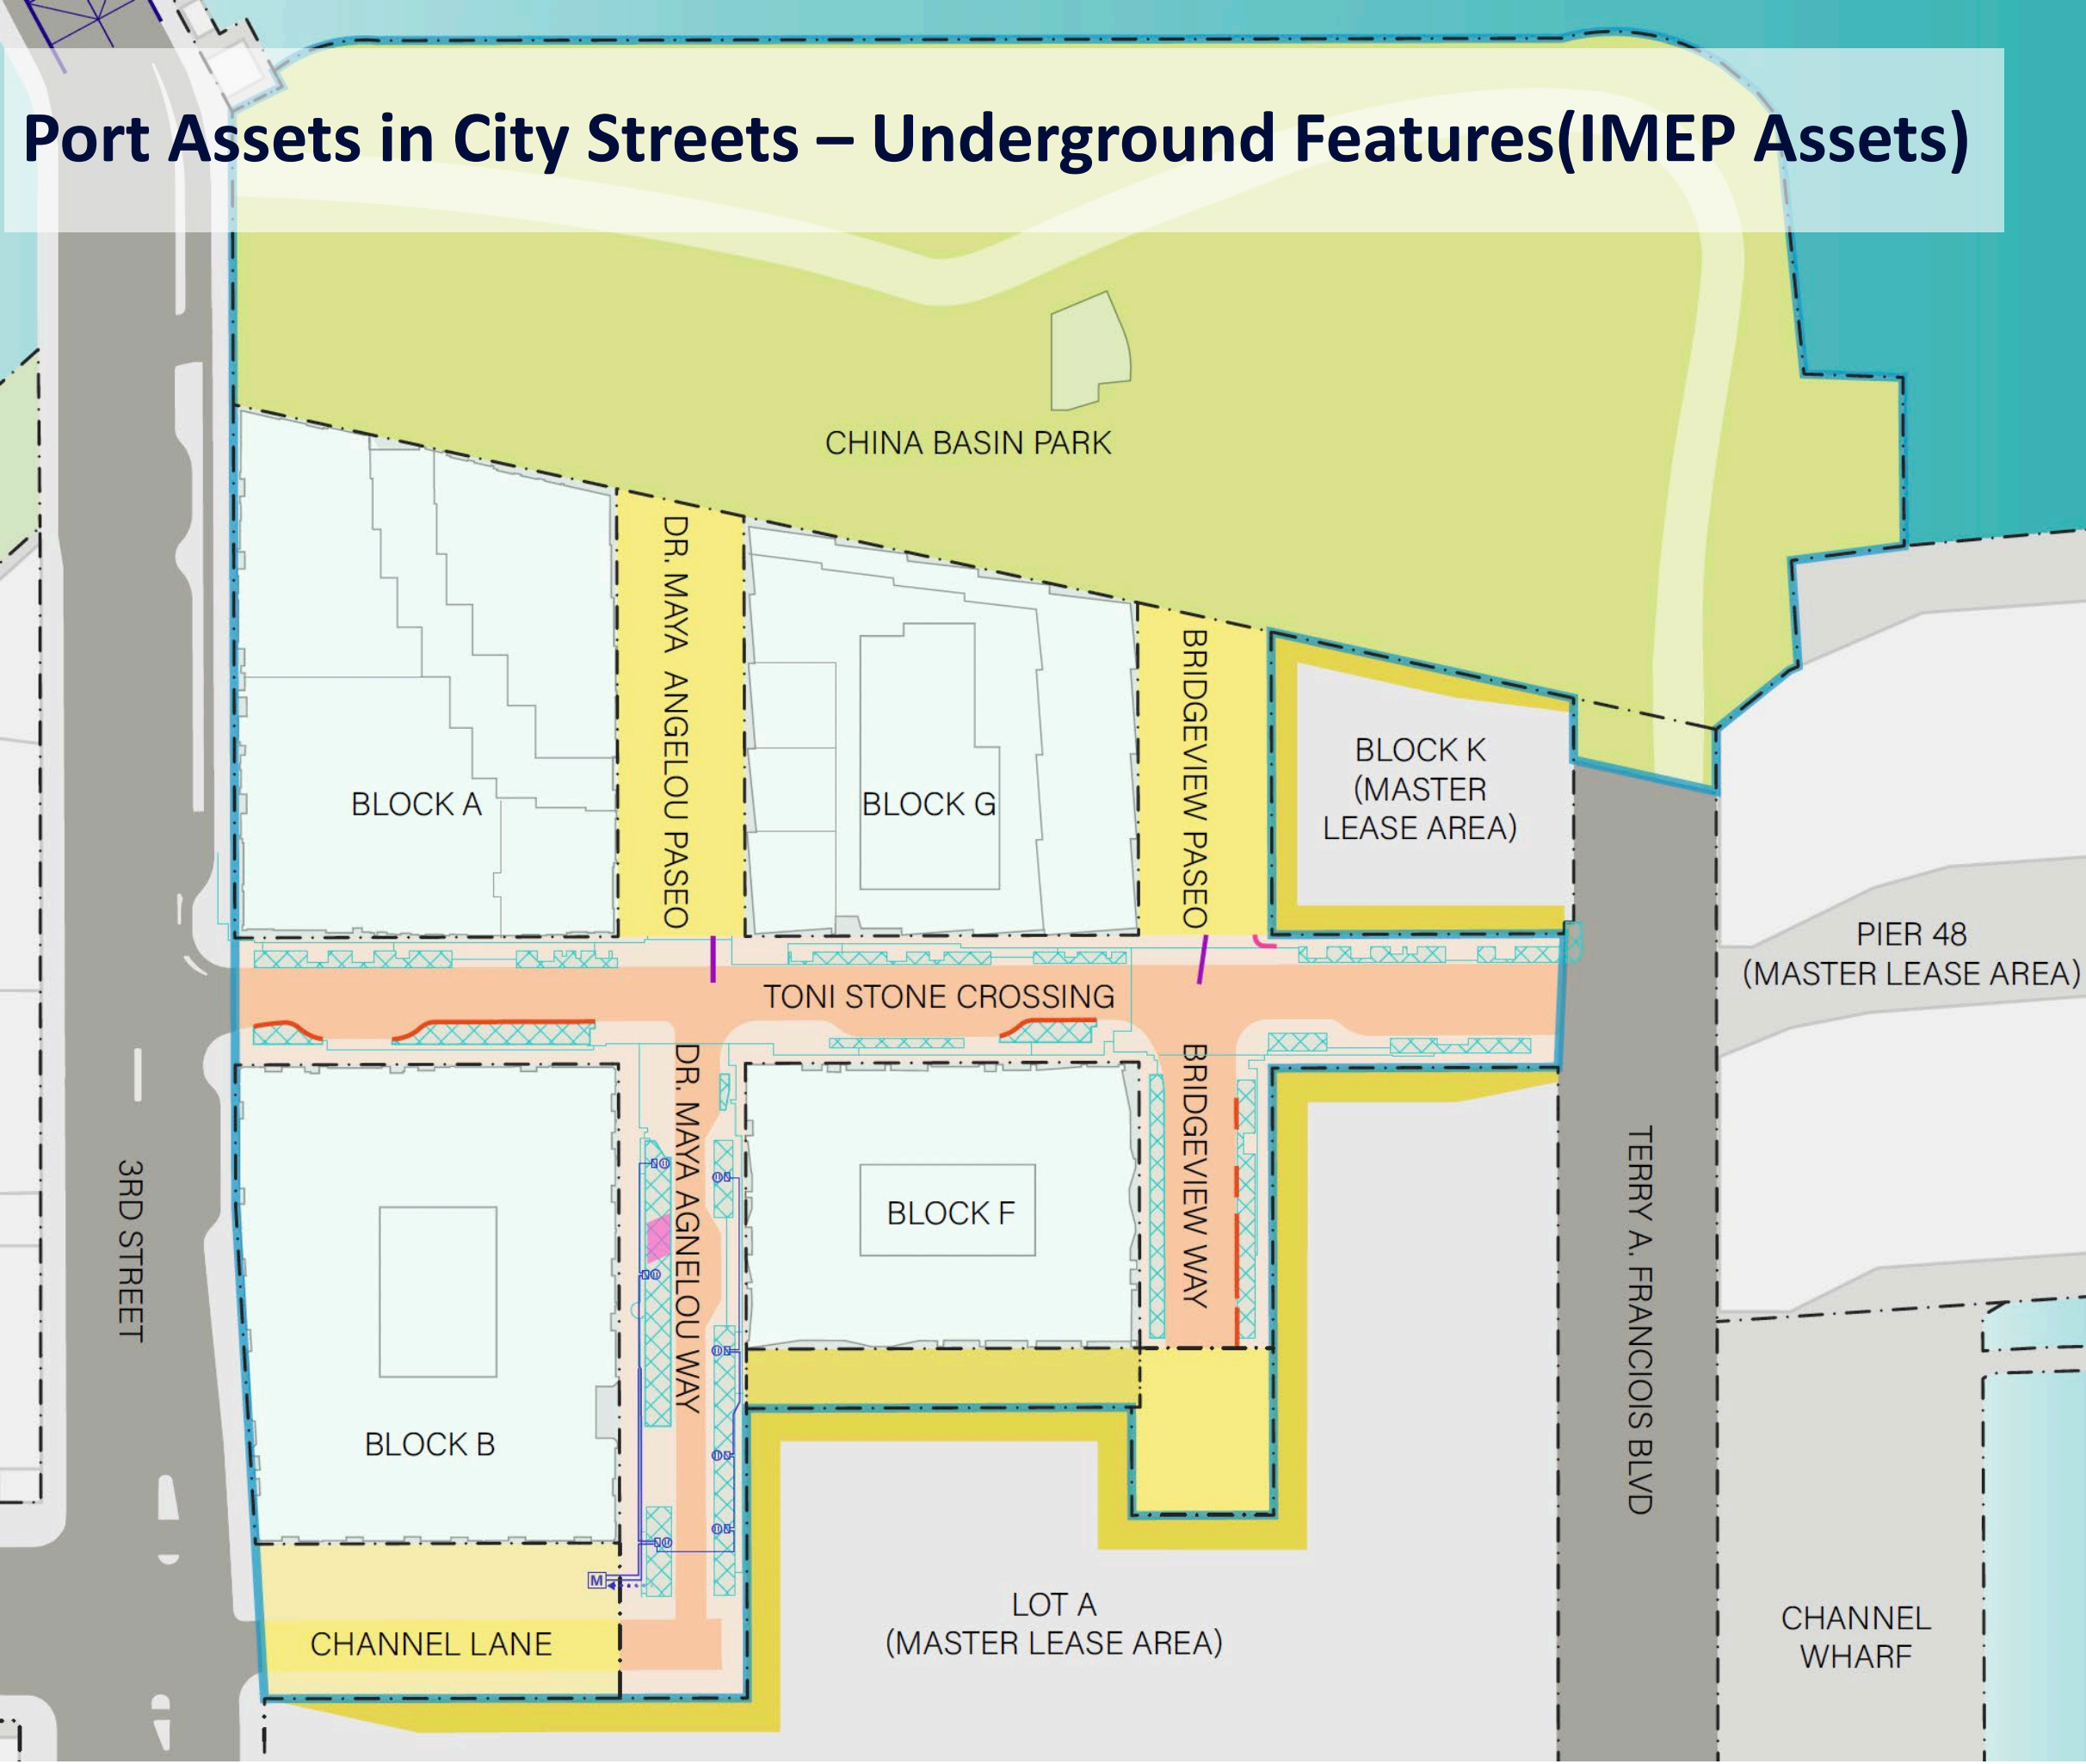 Port Assets in City Streets – Underground Features(IMEP Assets)
CHINA BASIN PARK
DR. MAYA ANGELOU PASEO
BRIDGEVIEW PASEO
BLOCK K
(MASTER
LEASE AREA)
BLOCK A
BLOCK G
PIER 48
(MASTER LEASE AREA)
TONI STONE CROSSING
3RD STREET
DR. MAYA AGNELOU WAY
BRIDGEVIEW WAY
TERRY A. FRANCIOIS BLVD
BLOCK F
BLOCK B
M
LOT A
(MASTER LEASE AREA)
CHANNEL
WHARF
CHANNEL LANE